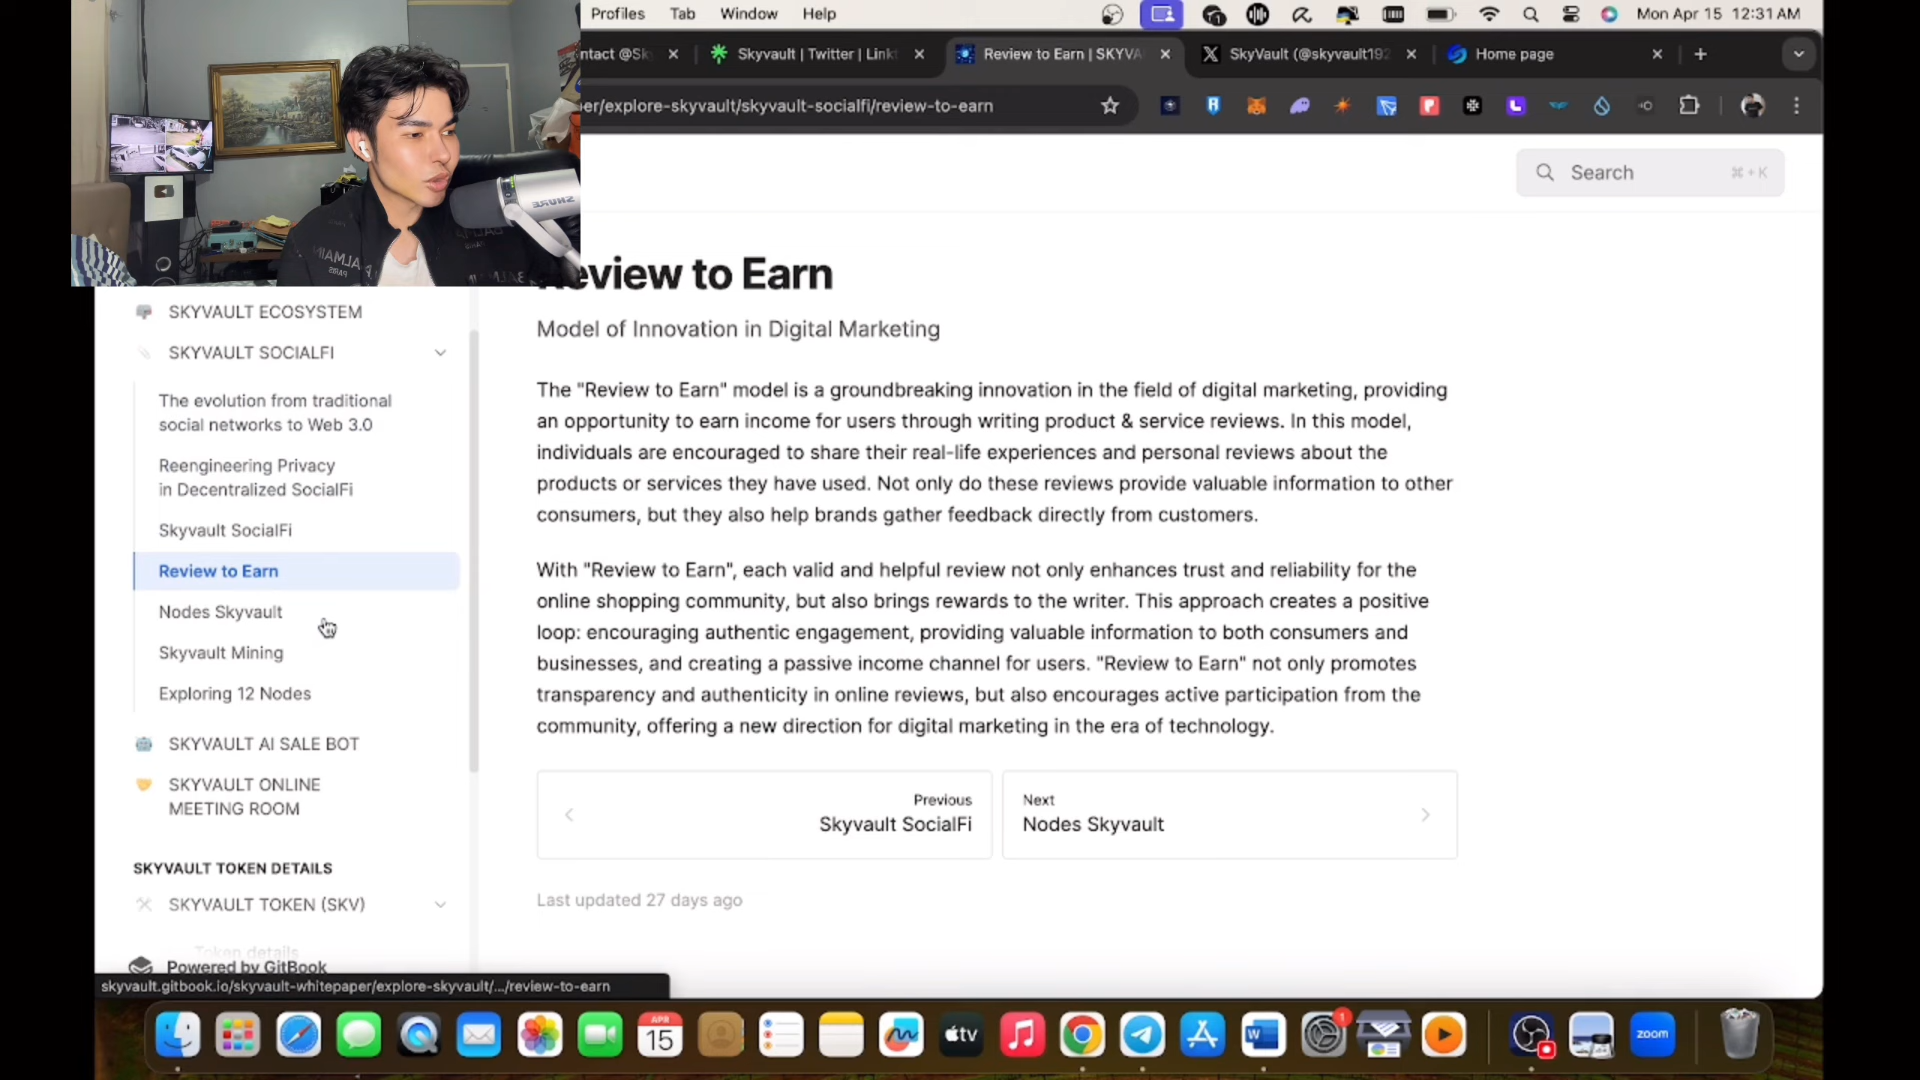 Profiles Tab Window Help Mon Apr 15 12:31 AM
ntact @Sk Skyvault | Twitter | Linkt Review to Earn | SKYVA SkyVault (@skyvault192 Home page
er/explore-skyvault/skyvault-socialfi/review-to-earn
Search ⌘+K
BALMAIN
PARIS
SHURE
eview to Earn
Model of Innovation in Digital Marketing
The "Review to Earn" model is a groundbreaking innovation in the field of digital marketing, providing
an opportunity to earn income for users through writing product & service reviews. In this model,
individuals are encouraged to share their real-life experiences and personal reviews about the
products or services they have used. Not only do these reviews provide valuable information to other
consumers, but they also help brands gather feedback directly from customers.
With "Review to Earn", each valid and helpful review not only enhances trust and reliability for the
online shopping community, but also brings rewards to the writer. This approach creates a positive
loop: encouraging authentic engagement, providing valuable information to both consumers and
businesses, and creating a passive income channel for users. "Review to Earn" not only promotes
transparency and authenticity in online reviews, but also encourages active participation from the
community, offering a new direction for digital marketing in the era of technology.
Previous
Skyvault SocialFi
Next
Nodes Skyvault
Last updated 27 days ago
SKYVAULT ECOSYSTEM
SKYVAULT SOCIALFI
The evolution from traditional
social networks to Web 3.0
Reengineering Privacy
in Decentralized SocialFi
Skyvault SocialFi
Review to Earn
Nodes Skyvault
Skyvault Mining
Exploring 12 Nodes
SKYVAULT AI SALE BOT
SKYVAULT ONLINE
MEETING ROOM
SKYVAULT TOKEN DETAILS
SKYVAULT TOKEN (SKV)
Token details
Powered by GitBook
skyvault.gitbook.io/skyvault-whitepaper/explore-skyvault/.../review-to-earn
APR
15
tv
1
zoom